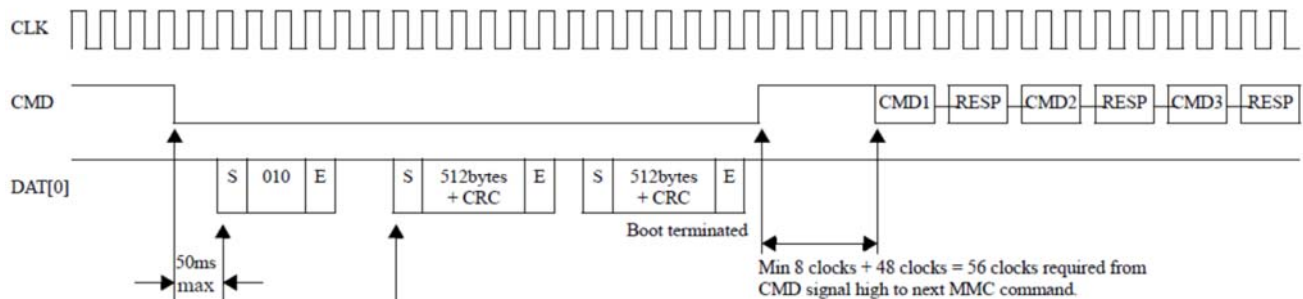 CLK
CMD
CMD1 RESP CMD2 RESP CMD3 RESP
DAT[0]
S 010 E S 512bytes + CRC E S 512bytes + CRC E
Boot terminated
50ms
max
Min 8 clocks + 48 clocks = 56 clocks required from
CMD signal high to next MMC command.